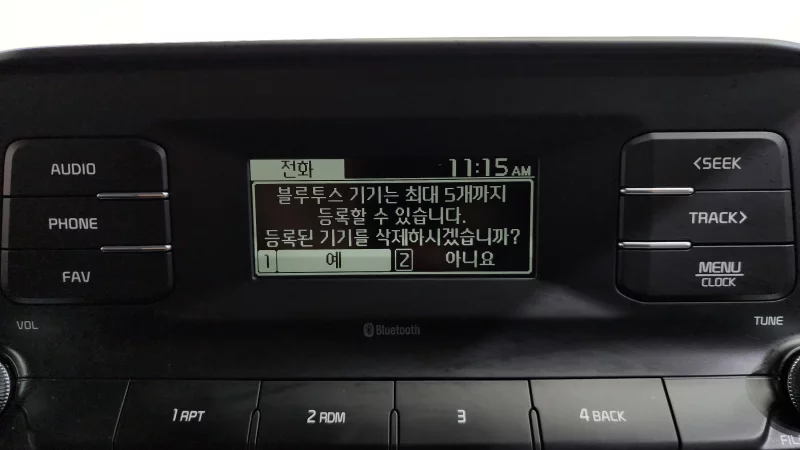 AUDIO
PHONE
FAV
전화 11:15 AM
블루투스 기기는 최대 5개까지
등록할 수 있습니다.
등록된 기기를 삭제하시겠습니까?
1 예 2 아니요
<SEEK
TRACK>
MENU
CLOCK
VOL
Bluetooth
TUNE
1 RPT
2 RDM
3
4 BACK